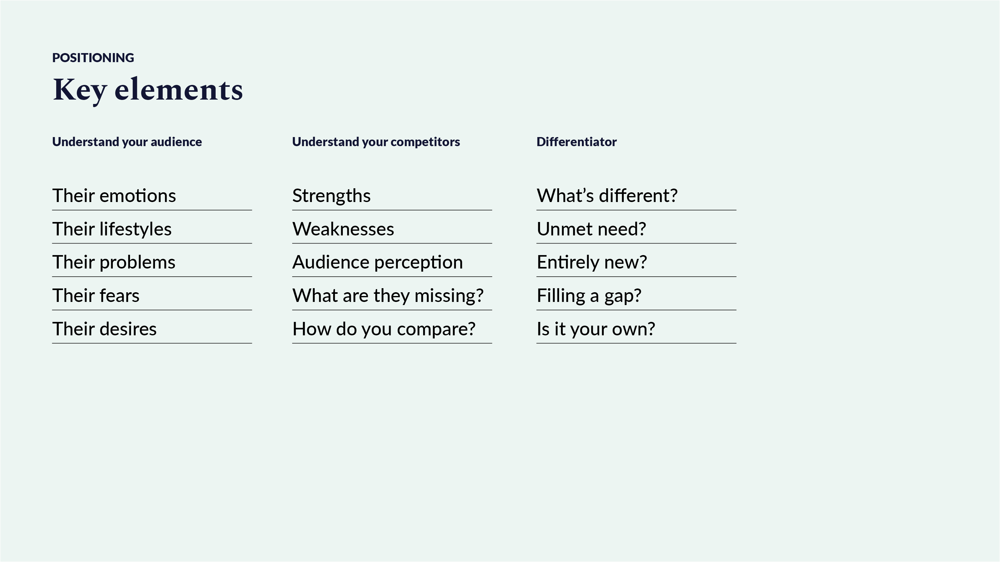 POSITIONING
Key elements
Understand your audience
Their emotions
Their lifestyles
Their problems
Their fears
Their desires
Understand your competitors
Strengths
Weaknesses
Audience perception
What are they missing?
How do you compare?
Differentiator
What’s different?
Unmet need?
Entirely new?
Filling a gap?
Is it your own?